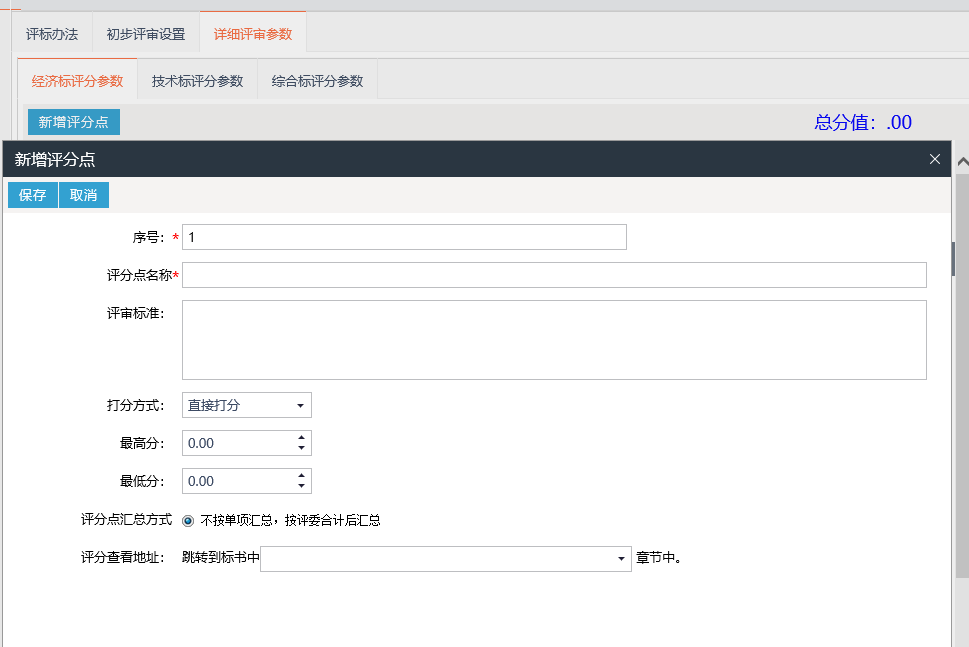 评标办法 初步评审设置 详细评审参数
经济标评分参数 技术标评分参数 综合标评分参数
新增评分点 总分值：.00
新增评分点
保存 取消
序号：* 1
评分点名称*
评审标准：
打分方式： 直接打分
最高分： 0.00
最低分： 0.00
评分点汇总方式 不按单项汇总，按评委合计后汇总
评分查看地址： 跳转到标书中 章节中。